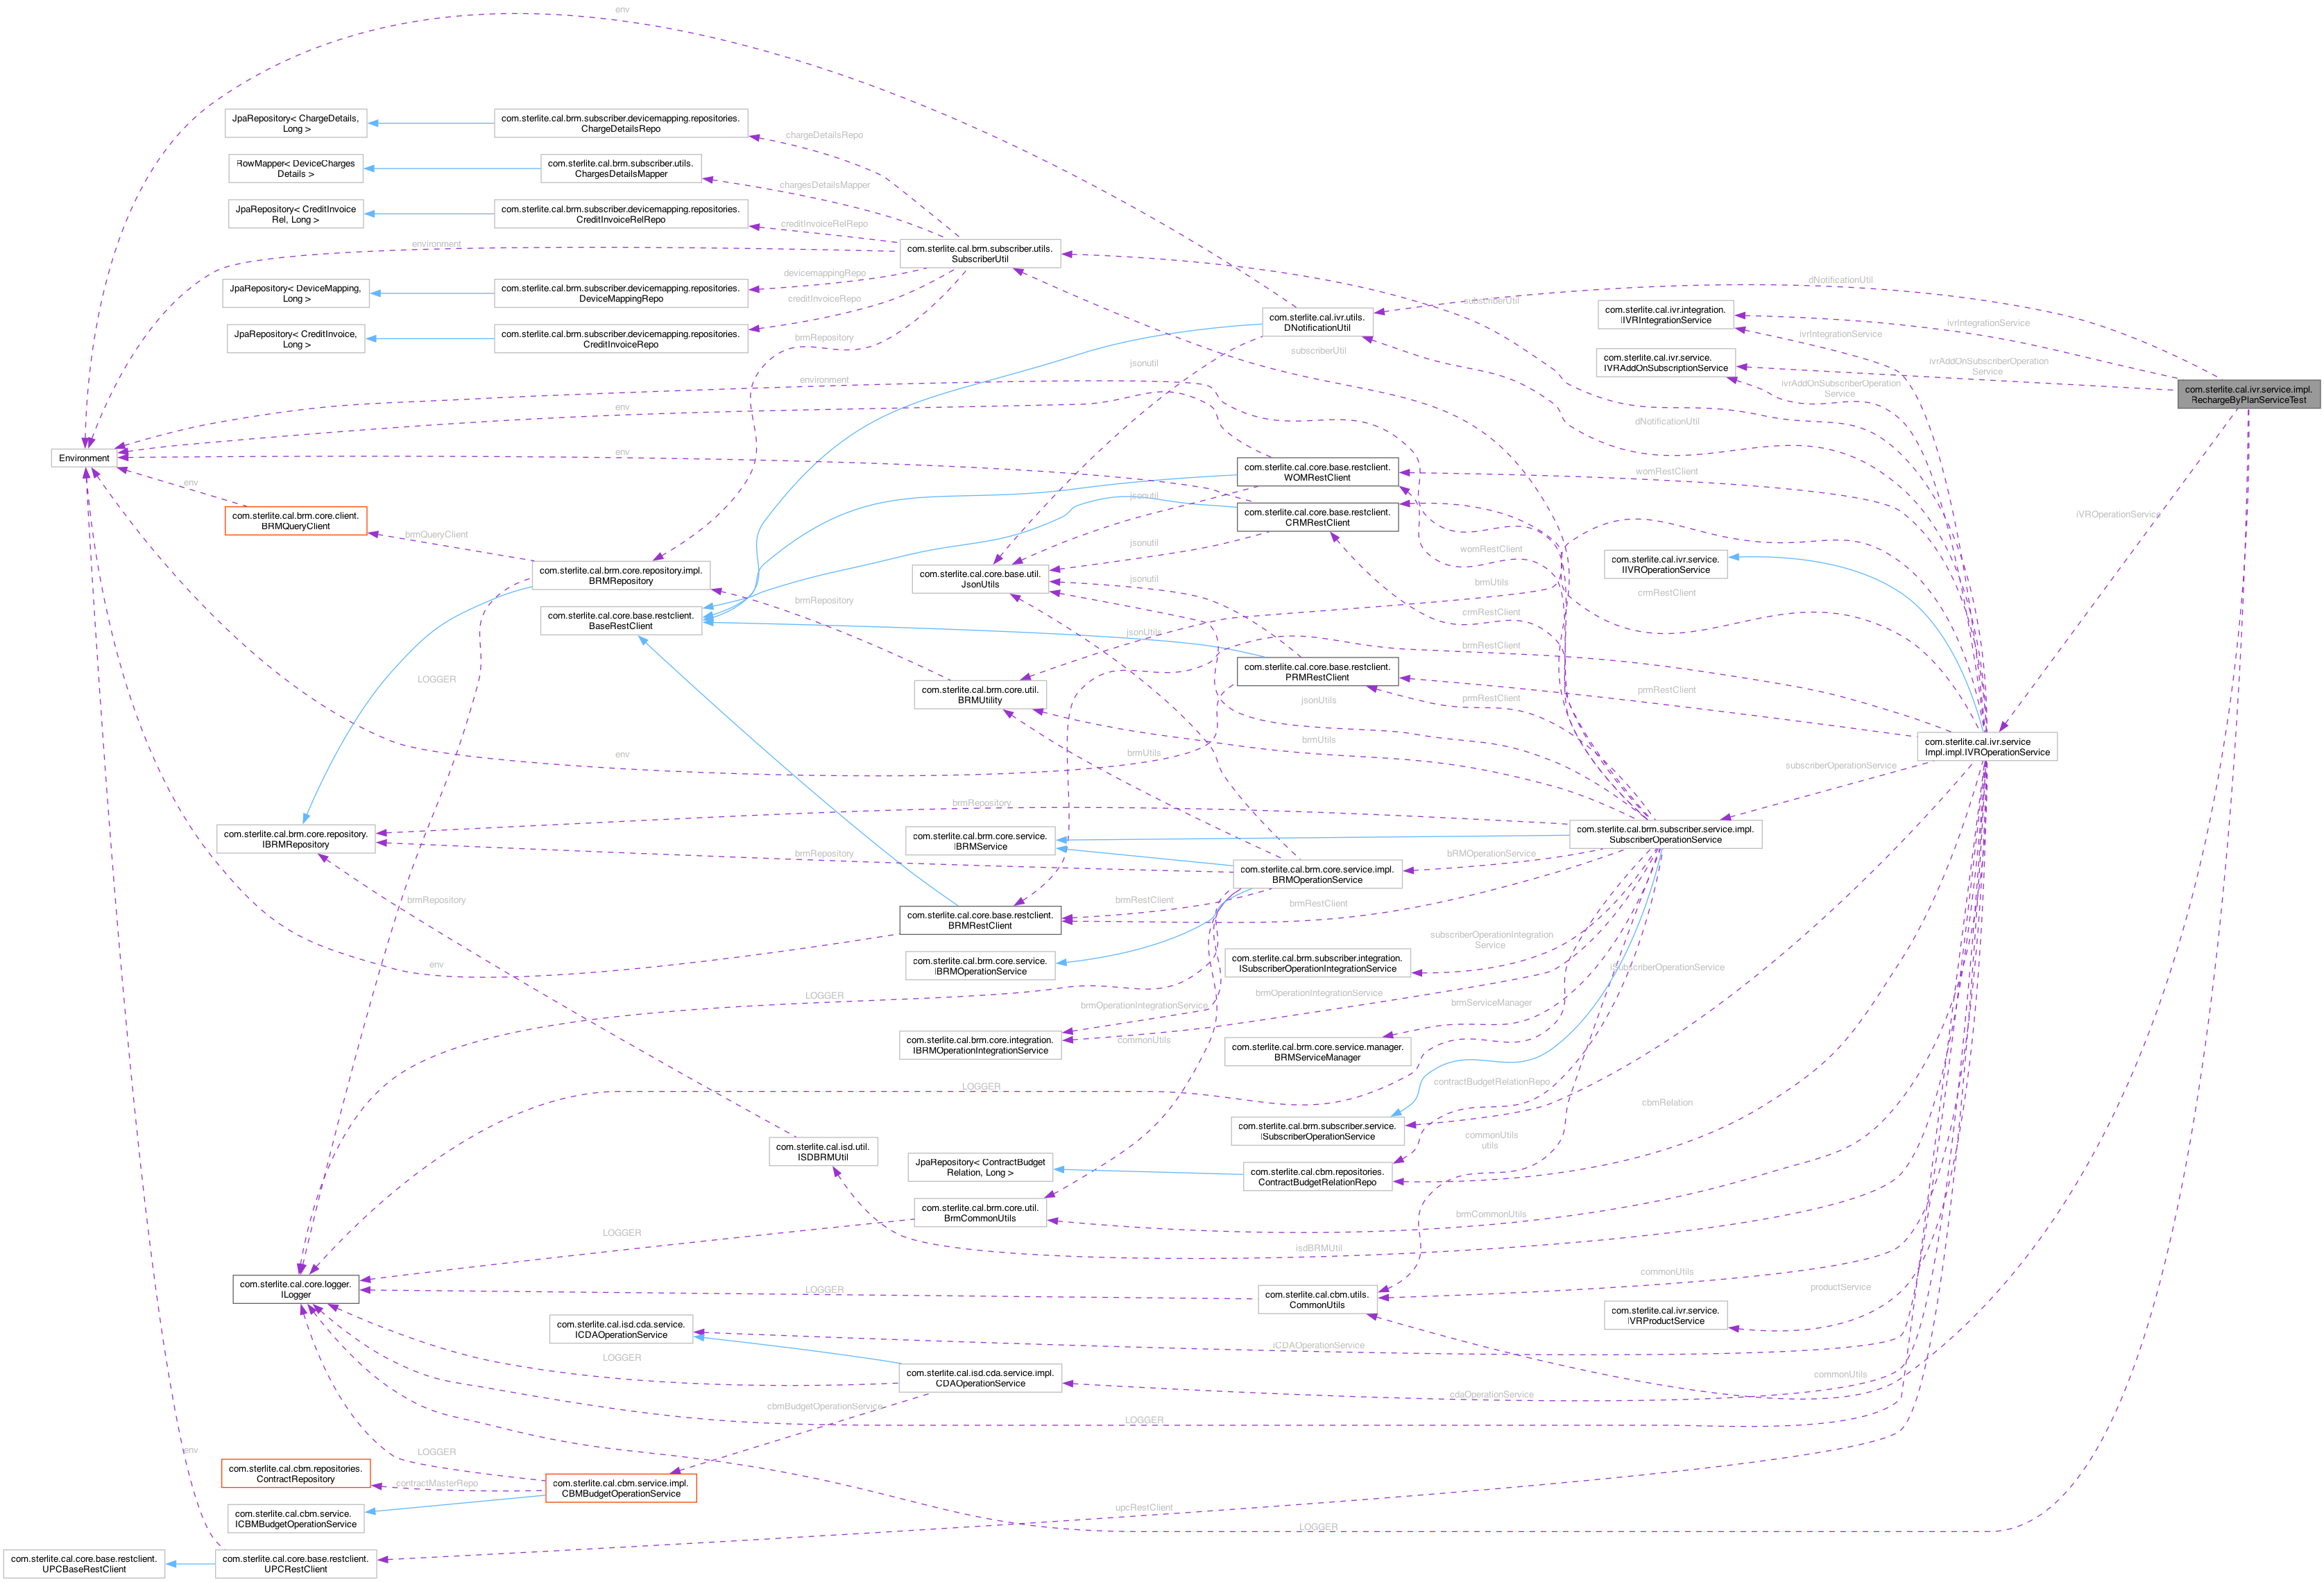 env
JpaRepository< ChargeDetails,
Long >
com.sterlite.cal.brm.subscriber.devicemapping.repositories.
ChargeDetailsRepo
chargeDetailsRepo
RowMapper< DeviceCharges
Details >
com.sterlite.cal.brm.subscriber.utils.
ChargesDetailsMapper
chargesDetailsMapper
JpaRepository< CreditInvoice
Rel, Long >
com.sterlite.cal.brm.subscriber.devicemapping.repositories.
CreditInvoiceRelRepo
creditInvoiceRelRepo
environment
com.sterlite.cal.brm.subscriber.utils.
SubscriberUtil
JpaRepository< DeviceMapping,
Long >
com.sterlite.cal.brm.subscriber.devicemapping.repositories.
DeviceMappingRepo
devicemappingRepo
creditInvoiceRepo
JpaRepository< CreditInvoice,
Long >
com.sterlite.cal.brm.subscriber.devicemapping.repositories.
CreditInvoiceRepo
brmRepository
dNotificationUtil
subscriberUtil
com.sterlite.cal.ivr.utils.
DNotificationUtil
com.sterlite.cal.ivr.integration.
IIVRIntegrationService
ivrIntegrationService
ivrIntegrationService
subscriberUtil
jsonutil
com.sterlite.cal.ivr.service.
IVRAddOnSubscriptionService
ivrAddOnSubscriberOperation
Service
ivrAddOnSubscriberOperation
Service
com.sterlite.cal.ivr.service.impl.
RechargeByPlanServiceTest
environment
env
dNotificationUtil
env
Environment
env
com.sterlite.cal.core.base.restclient.
WOMRestClient
womRestClient
jsonutil
com.sterlite.cal.brm.core.client.
BRMQueryClient
com.sterlite.cal.core.base.restclient.
CRMRestClient
iVROperationService
brmQueryClient
jsonutil
womRestClient
com.sterlite.cal.brm.core.repository.impl.
BRMRepository
com.sterlite.cal.core.base.util.
JsonUtils
jsonutil
brmUtils
com.sterlite.cal.ivr.service.
IIVROperationService
crmRestClient
brmRepository
com.sterlite.cal.core.base.restclient.
BaseRestClient
crmRestClient
jsonUtils
brmRestClient
LOGGER
com.sterlite.cal.core.base.restclient.
PRMRestClient
com.sterlite.cal.brm.core.util.
BRMUtility
jsonUtils
prmRestClient
prmRestClient
env
brmUtils
brmUtils
com.sterlite.cal.ivr.service
Impl.impl.IVROperationService
subscriberOperationService
brmRepository
com.sterlite.cal.brm.core.repository.
IBRMRepository
com.sterlite.cal.brm.core.service.
IBRMService
com.sterlite.cal.brm.subscriber.service.impl.
SubscriberOperationService
brmRepository
bRMOperationService
com.sterlite.cal.brm.core.service.impl.
BRMOperationService
brmRepository
brmRestClient
brmRestClient
com.sterlite.cal.core.base.restclient.
BRMRestClient
subscriberOperationIntegration
Service
env
com.sterlite.cal.brm.core.service.
IBRMOperationService
com.sterlite.cal.brm.subscriber.integration.
ISubscriberOperationIntegrationService
iSubscriberOperationService
LOGGER
brmOperationIntegrationService
brmOperationIntegrationService
brmServiceManager
com.sterlite.cal.brm.core.integration.
IBRMOperationIntegrationService
commonUtils
com.sterlite.cal.brm.core.service.manager.
BRMServiceManager
LOGGER
contractBudgetRelationRepo
cbmRelation
com.sterlite.cal.brm.subscriber.service.
ISubscriberOperationService
commonUtils
utils
com.sterlite.cal.isd.util.
ISDBRMUtil
JpaRepository< ContractBudget
Relation, Long >
com.sterlite.cal.cbm.repositories.
ContractBudgetRelationRepo
com.sterlite.cal.brm.core.util.
BrmCommonUtils
brmCommonUtils
LOGGER
isdBRMUtil
com.sterlite.cal.core.logger.
ILogger
LOGGER
com.sterlite.cal.cbm.utils.
CommonUtils
commonUtils
productService
com.sterlite.cal.ivr.service.
IVRProductService
com.sterlite.cal.isd.cda.service.
ICDAOperationService
iCDAOperationService
LOGGER
com.sterlite.cal.isd.cda.service.impl.
CDAOperationService
commonUtils
cdaOperationService
cbmBudgetOperationService
LOGGER
env
LOGGER
com.sterlite.cal.cbm.repositories.
ContractRepository
contractMasterRepo
com.sterlite.cal.cbm.service.impl.
CBMBudgetOperationService
com.sterlite.cal.cbm.service.
ICBMBudgetOperationService
upcRestClient
LOGGER
com.sterlite.cal.core.base.restclient.
UPCBaseRestClient
com.sterlite.cal.core.base.restclient.
UPCRestClient